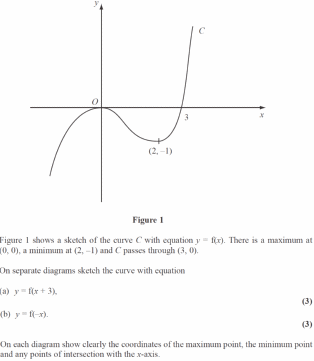 y
C
O
3
x
(2, –1)
Figure 1
Figure 1 shows a sketch of the curve C with equation y = f(x). There is a maximum at
(0, 0), a minimum at (2, –1) and C passes through (3, 0).
On separate diagrams sketch the curve with equation
(a) y = f(x + 3),
(3)
(b) y = f(–x).
(3)
On each diagram show clearly the coordinates of the maximum point, the minimum point
and any points of intersection with the x-axis.